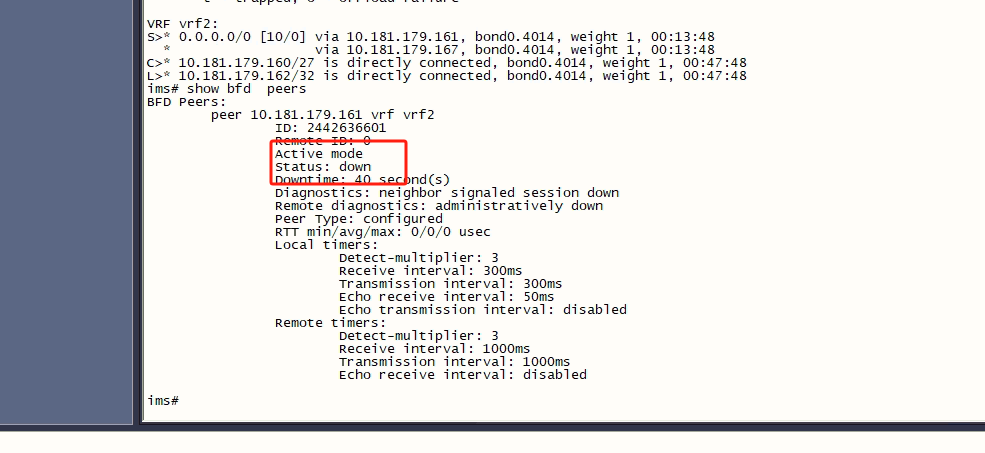 t - trapped, o - offload failure
VRF vrf2:
S>* 0.0.0.0/0 [10/0] via 10.181.179.161, bond0.4014, weight 1, 00:13:48
  *                  via 10.181.179.167, bond0.4014, weight 1, 00:13:48
C>* 10.181.179.160/27 is directly connected, bond0.4014, weight 1, 00:47:48
L>* 10.181.179.162/32 is directly connected, bond0.4014, weight 1, 00:47:48
ims# show bfd  peers
BFD Peers:
        peer 10.181.179.161 vrf vrf2
                ID: 2442636601
                Remote ID: 0
                Active mode
                Status: down
                Downtime: 40 second(s)
                Diagnostics: neighbor signaled session down
                Remote diagnostics: administratively down
                Peer Type: configured
                RTT min/avg/max: 0/0/0 usec
                Local timers:
                        Detect-multiplier: 3
                        Receive interval: 300ms
                        Transmission interval: 300ms
                        Echo receive interval: 50ms
                        Echo transmission interval: disabled
                Remote timers:
                        Detect-multiplier: 3
                        Receive interval: 1000ms
                        Transmission interval: 1000ms
                        Echo receive interval: disabled
ims#